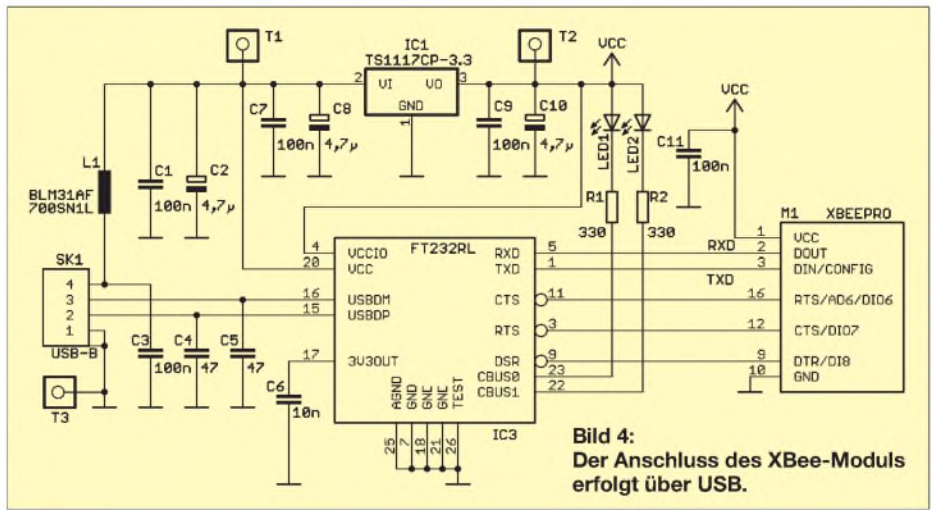 T1
IC1
TS1117CP-3.3
T2
VCC
2 VI VO 3
GND
1
C7
100n
C8
4,7µ
C9
100n
C10
4,7µ
LED1
LED2
VCC
C11
100n
L1
BLM31AF
700SN1L
C1
100n
C2
4,7µ
R1
330
R2
330
M1 XBEEPRO
SK1
4
3
2
1
USB-B
T3
C3
100n
C4
47
C5
47
C6
10n
FT232RL
4 VCCIO
20 VCC
16 USBDM
15 USBDP
17 3V3OUT
RXD 5
TXD 1
CTS 11
RTS 3
DSR 9
CBUS0 23
CBUS1 22
AGND
GND
GNC
GNC
TEST
25
7
18
21
26
IC3
RXD
TXD
1 VCC
2 DOUT
3 DIN/CONFIG
16 RTS/AD6/DIO6
12 CTS/DIO7
9 DTR/DI8
10 GND
Bild 4:
Der Anschluss des XBee-Moduls
erfolgt über USB.